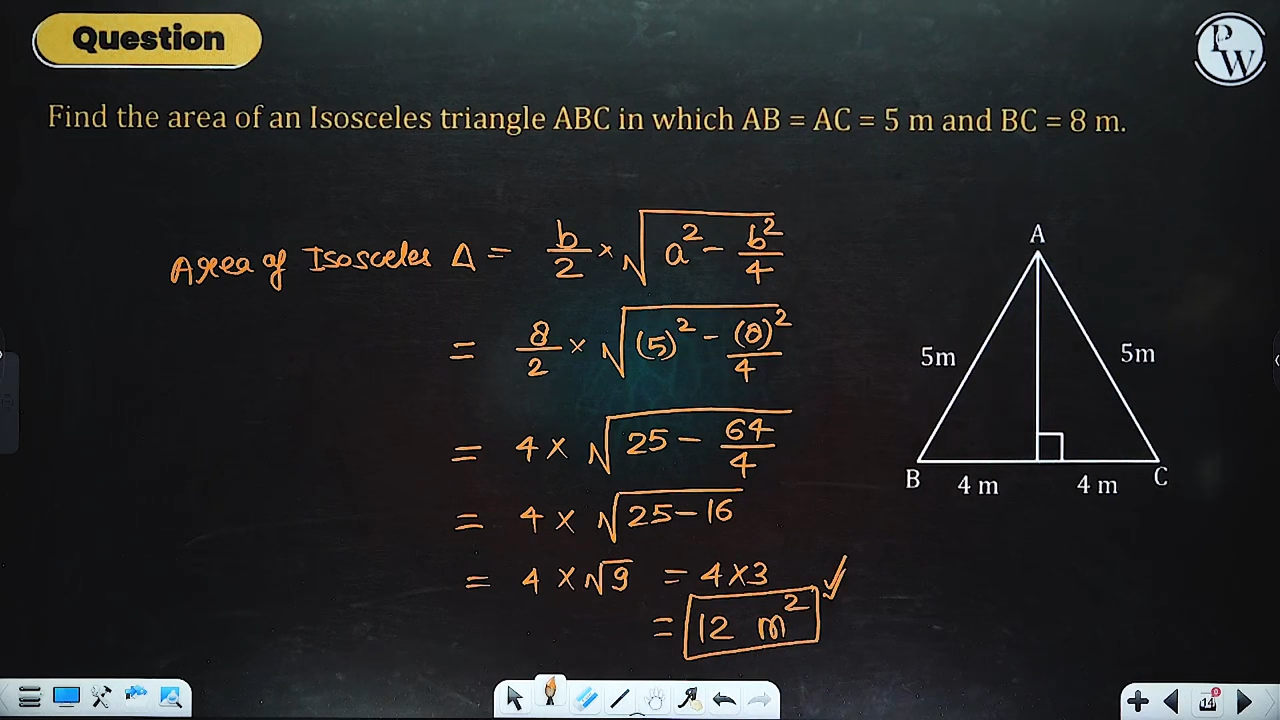 Question
PW
Find the area of an Isosceles triangle ABC in which AB = AC = 5 m and BC = 8 m.
Area of Isosceles Δ = b/2 × √(a² − b²/4)
= 8/2 × √((5)² − (8)²/4)
= 4 × √(25 − 64/4)
= 4 × √(25−16)
= 4 × √9 = 4×3 ✓
= 12 m²
A
5m
5m
B
4 m
4 m
C
14